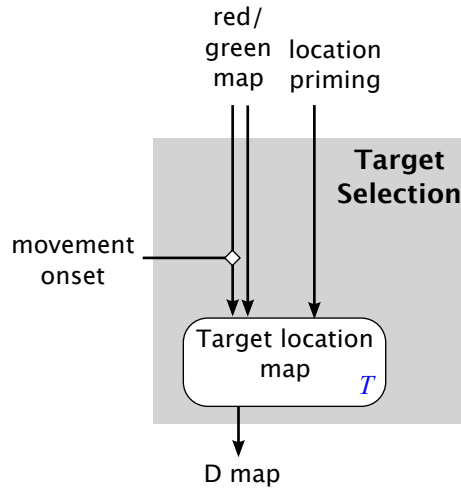 red/
green
map
location
priming
Target
Selection
movement
onset
Target location
map
T
D map